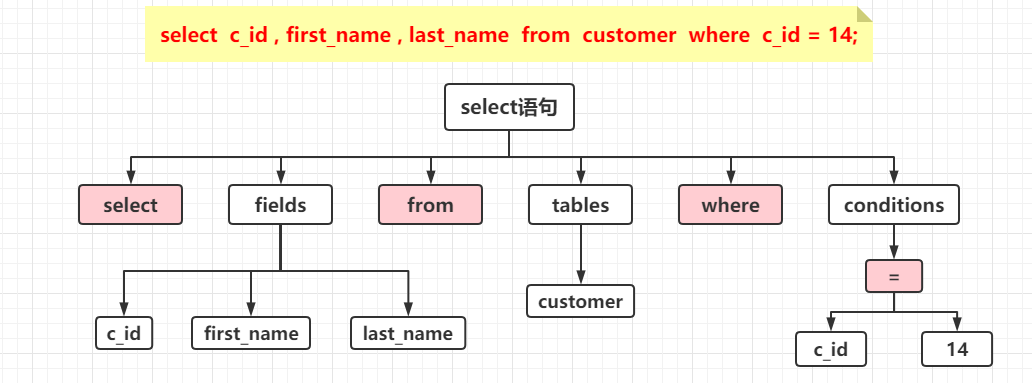 select c_id , first_name , last_name from customer where c_id = 14;
select语句
select fields from tables where conditions
=
customer
c_id first_name last_name
c_id 14